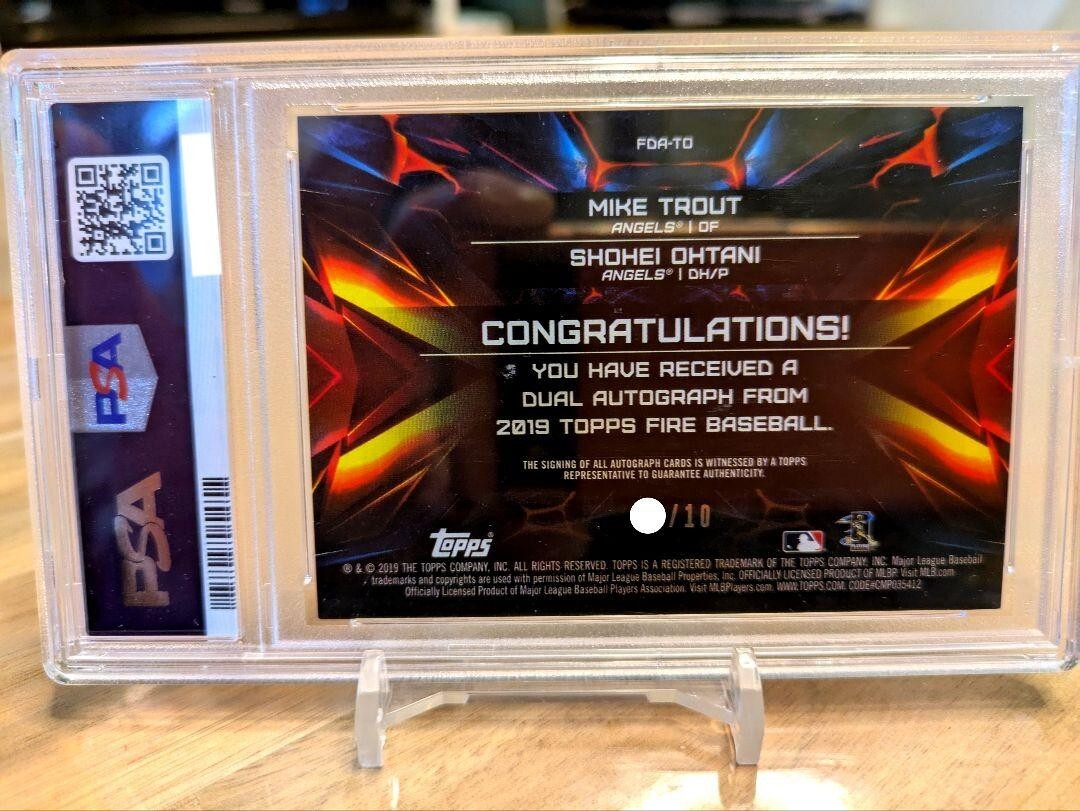 PSA
PSA
FDA-TO
MIKE TROUT
ANGELS® | OF
SHOHEI OHTANI
ANGELS® | DH/P
CONGRATULATIONS!
YOU HAVE RECEIVED A
DUAL AUTOGRAPH FROM
2019 TOPPS FIRE BASEBALL.
THE SIGNING OF ALL AUTOGRAPH CARDS IS WITNESSED BY A TOPPS
REPRESENTATIVE TO GUARANTEE AUTHENTICITY.
/10
topps®
® & © 2019 THE TOPPS COMPANY, INC. ALL RIGHTS RESERVED. TOPPS IS A REGISTERED TRADEMARK OF THE TOPPS COMPANY, INC. Major League Baseball
trademarks and copyrights are used with permission of Major League Baseball Properties, Inc. OFFICIALLY LICENSED PRODUCT OF MLBP. Visit MLB.com
Officially Licensed Product of Major League Baseball Players Association. Visit MLBPlayers.com. WWW.TOPPS.COM. CODE#CMP035412